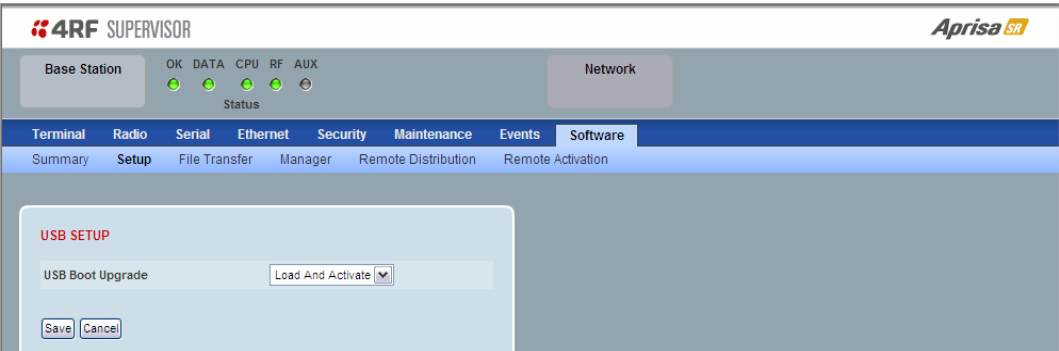 4RF SUPERVISOR
Aprisa SR
Base Station
OK DATA CPU RF AUX
Status
Network
Terminal Radio Serial Ethernet Security Maintenance Events Software
Summary Setup File Transfer Manager Remote Distribution Remote Activation
USB SETUP
USB Boot Upgrade Load And Activate
Save Cancel